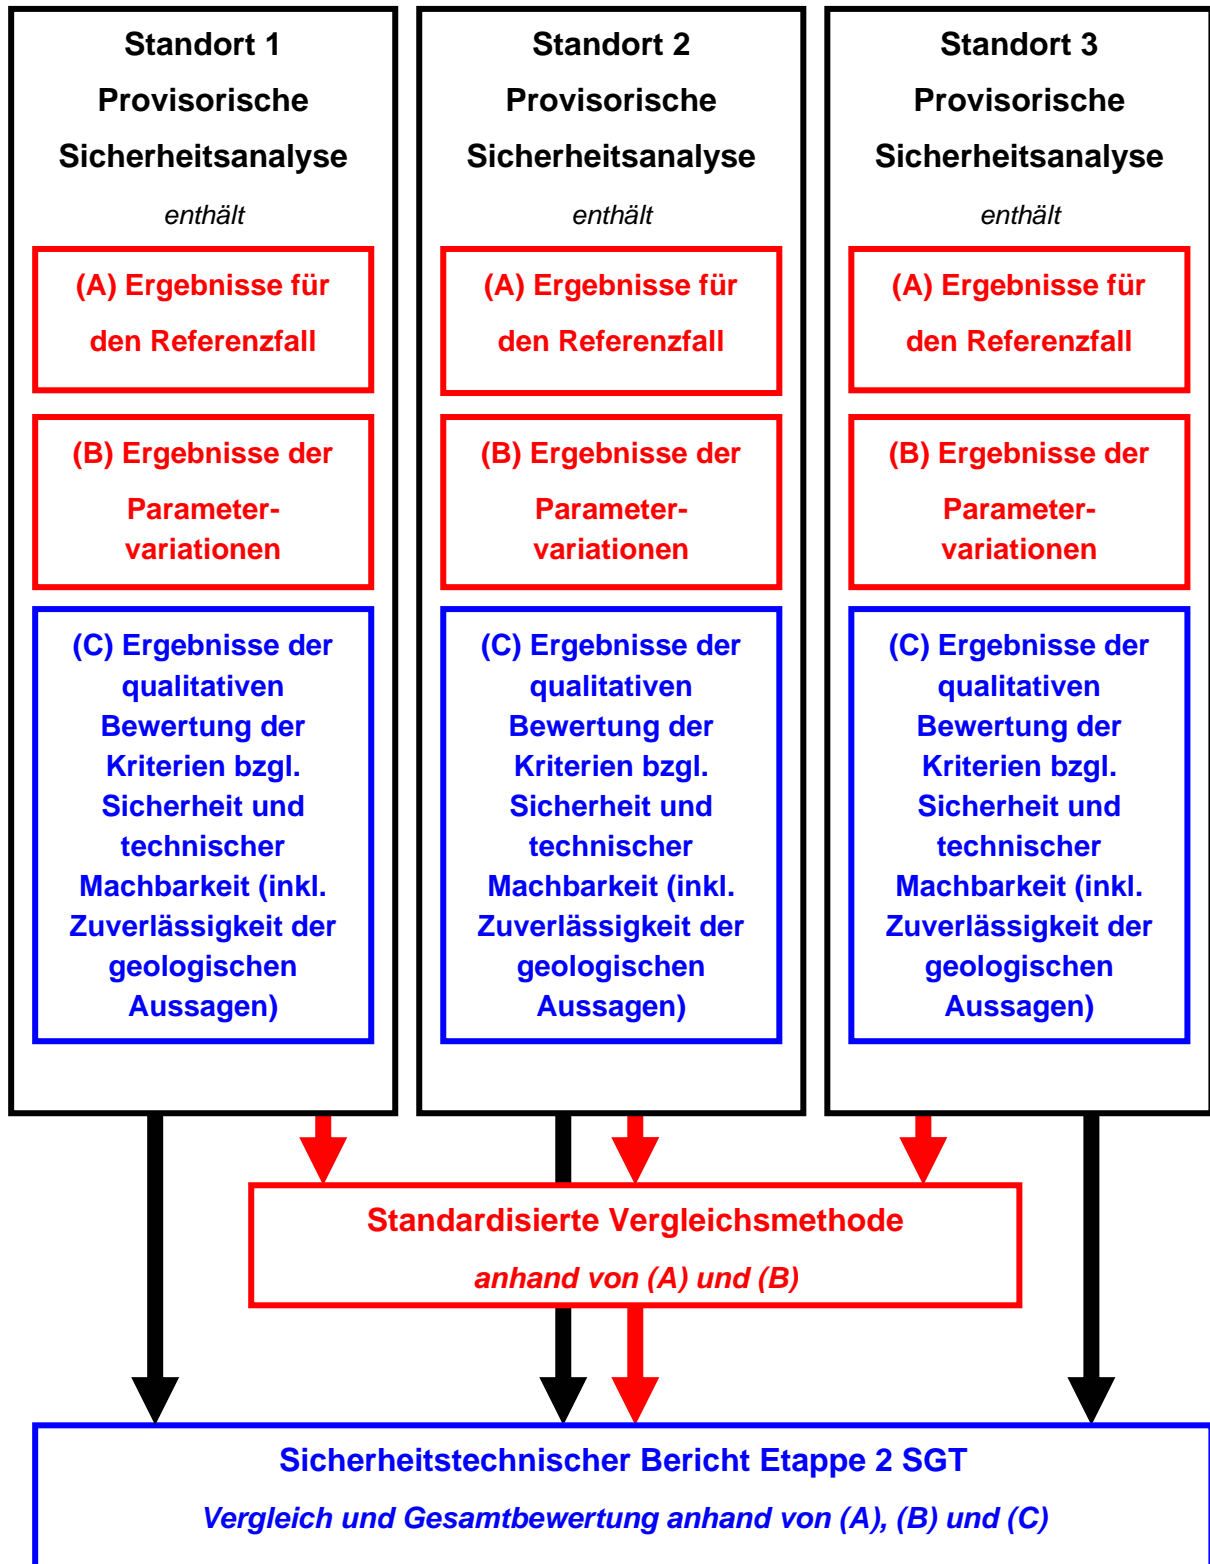 Standort 1
Provisorische
Sicherheitsanalyse
enthält
(A) Ergebnisse für
den Referenzfall
(B) Ergebnisse der
Parameter-
variationen
(C) Ergebnisse der
qualitativen
Bewertung der
Kriterien bzgl.
Sicherheit und
technischer
Machbarkeit (inkl.
Zuverlässigkeit der
geologischen
Aussagen)
Standort 2
Provisorische
Sicherheitsanalyse
enthält
(A) Ergebnisse für
den Referenzfall
(B) Ergebnisse der
Parameter-
variationen
(C) Ergebnisse der
qualitativen
Bewertung der
Kriterien bzgl.
Sicherheit und
technischer
Machbarkeit (inkl.
Zuverlässigkeit der
geologischen
Aussagen)
Standort 3
Provisorische
Sicherheitsanalyse
enthält
(A) Ergebnisse für
den Referenzfall
(B) Ergebnisse der
Parameter-
variationen
(C) Ergebnisse der
qualitativen
Bewertung der
Kriterien bzgl.
Sicherheit und
technischer
Machbarkeit (inkl.
Zuverlässigkeit der
geologischen
Aussagen)
Standardisierte Vergleichsmethode
anhand von (A) und (B)
Sicherheitstechnischer Bericht Etappe 2 SGT
Vergleich und Gesamtbewertung anhand von (A), (B) und (C)